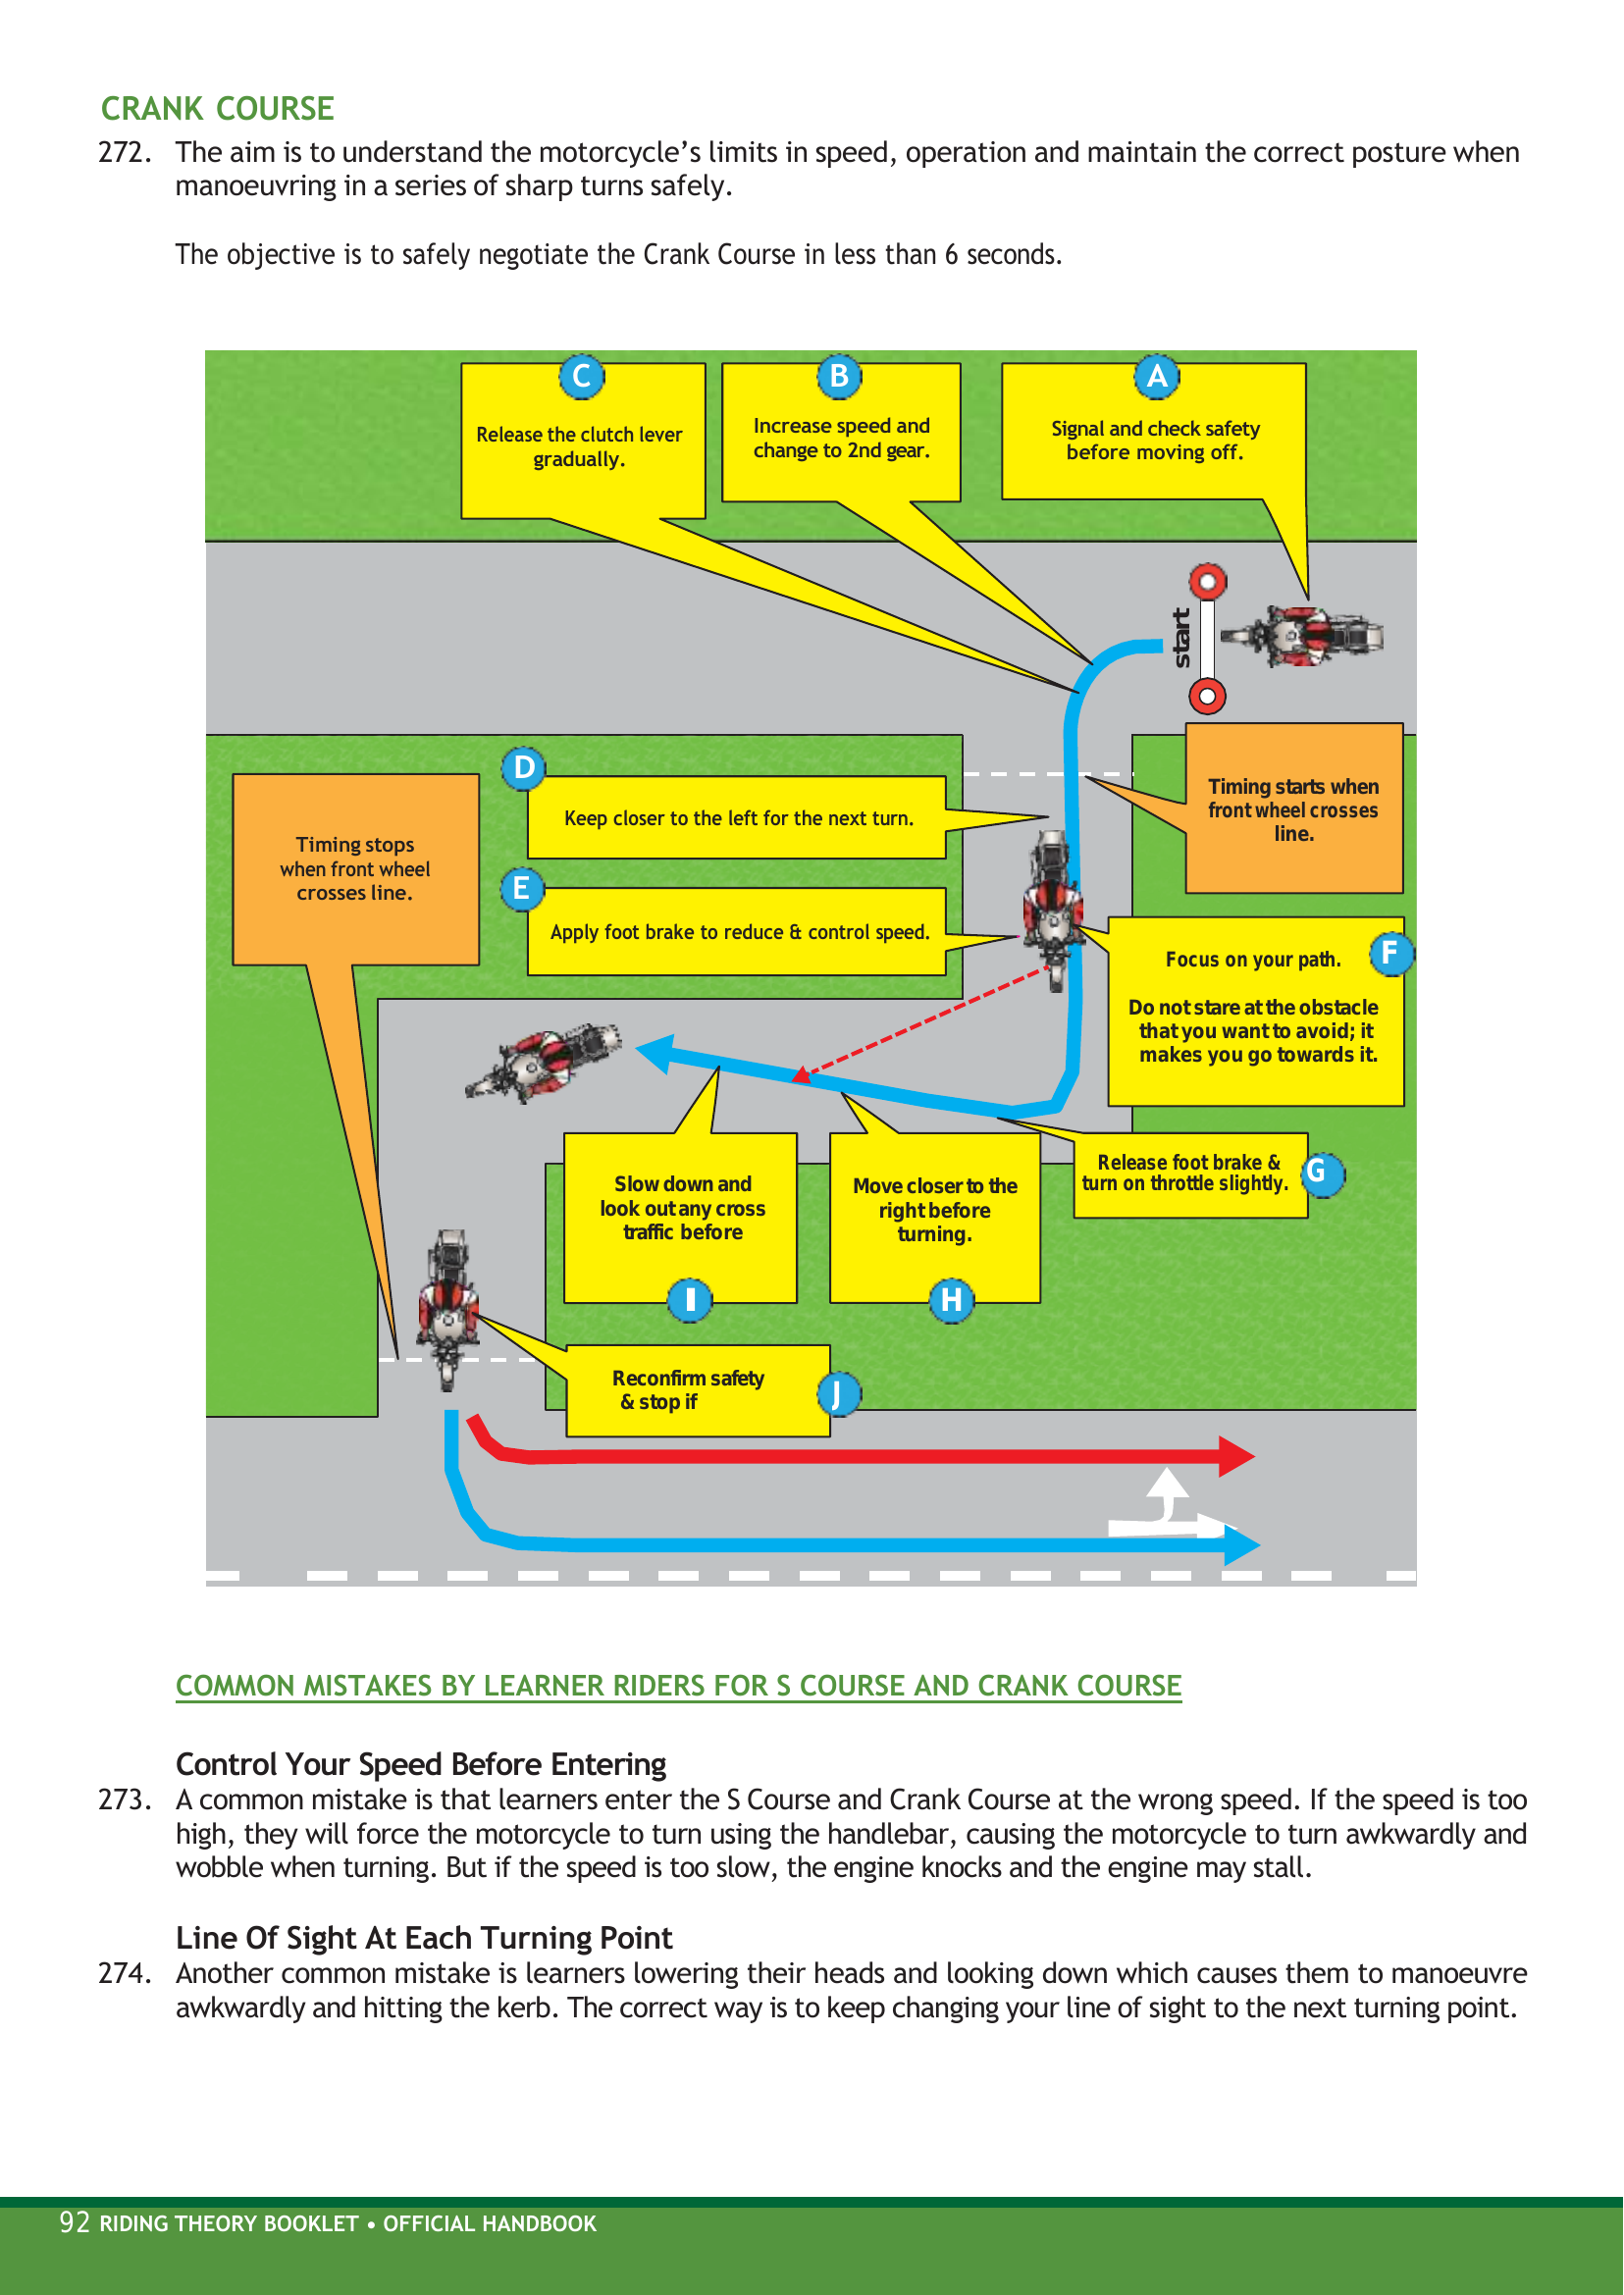 CRANK COURSE
272. The aim is to understand the motorcycle's limits in speed, operation and maintain the correct posture when
manoeuvring in a series of sharp turns safely.
The objective is to safely negotiate the Crank Course in less than 6 seconds.
C
Release the clutch lever
gradually.
B
Increase speed and
change to 2nd gear.
A
Signal and check safety
before moving off.
start
Timing starts when
front wheel crosses
line.
D
Keep closer to the left for the next turn.
Timing stops
when front wheel
crosses line.
E
Apply foot brake to reduce & control speed.
F
Focus on your path.
Do not stare at the obstacle
that you want to avoid; it
makes you go towards it.
Release foot brake &
turn on throttle slightly.
G
Move closer to the
right before
turning.
H
Slow down and
look out any cross
traffic before
I
Reconfirm safety
& stop if
J
COMMON MISTAKES BY LEARNER RIDERS FOR S COURSE AND CRANK COURSE
Control Your Speed Before Entering
273. A common mistake is that learners enter the S Course and Crank Course at the wrong speed. If the speed is too
high, they will force the motorcycle to turn using the handlebar, causing the motorcycle to turn awkwardly and
wobble when turning. But if the speed is too slow, the engine knocks and the engine may stall.
Line Of Sight At Each Turning Point
274. Another common mistake is learners lowering their heads and looking down which causes them to manoeuvre
awkwardly and hitting the kerb. The correct way is to keep changing your line of sight to the next turning point.
92 RIDING THEORY BOOKLET • OFFICIAL HANDBOOK